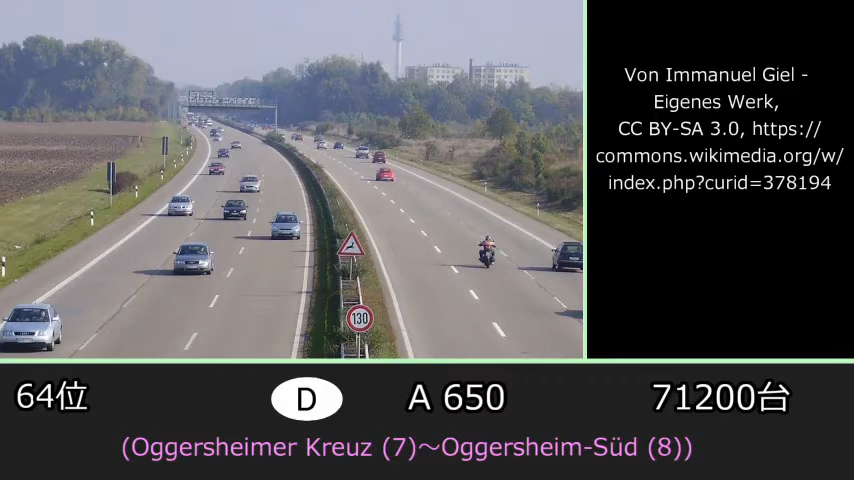 Von Immanuel Giel -
Eigenes Werk,
CC BY-SA 3.0, https://
commons.wikimedia.org/w/
index.php?curid=378194
130
64位 D A 650 71200台
(Oggersheimer Kreuz (7)～Oggersheim-Süd (8))